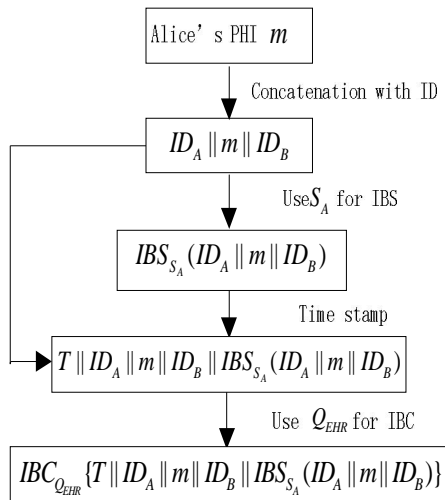 Alice's PHI m
Concatenation with ID
ID_A || m || ID_B
Use S_A for IBS
IBS_{S_A}(ID_A || m || ID_B)
Time stamp
T || ID_A || m || ID_B || IBS_{S_A}(ID_A || m || ID_B)
Use Q_{EHR} for IBC
IBC_{Q_{EHR}}{T || ID_A || m || ID_B || IBS_{S_A}(ID_A || m || ID_B)}